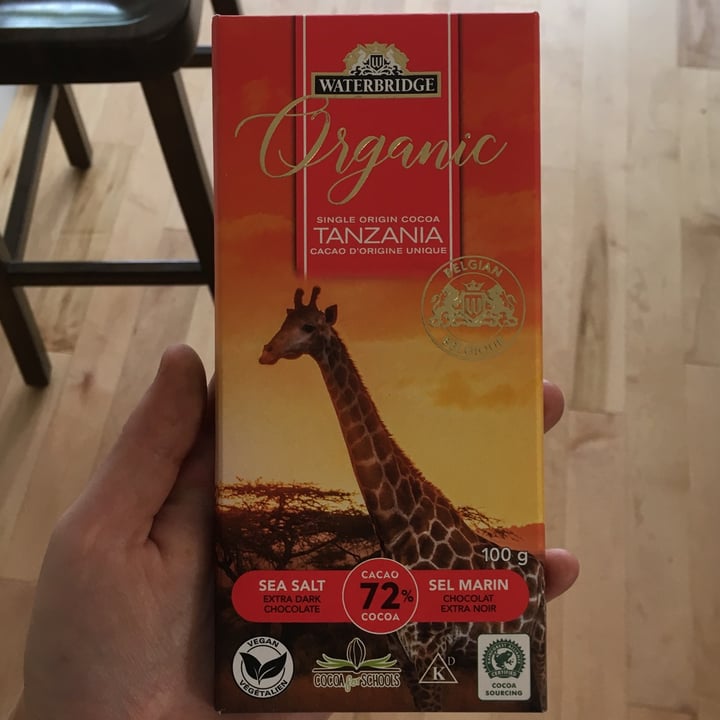 WATERBRIDGE
Organic
SINGLE ORIGIN COCOA
TANZANIA
CACAO D'ORIGINE UNIQUE
BELGIAN
W
BELGIQUE
100 g
SEA SALT
EXTRA DARK
CHOCOLATE
CACAO
72%
COCOA
SEL MARIN
CHOCOLAT
EXTRA NOIR
VEGAN
VÉGÉTALIEN
COCOA for SCHOOLS
K D
COCOA
SOURCING